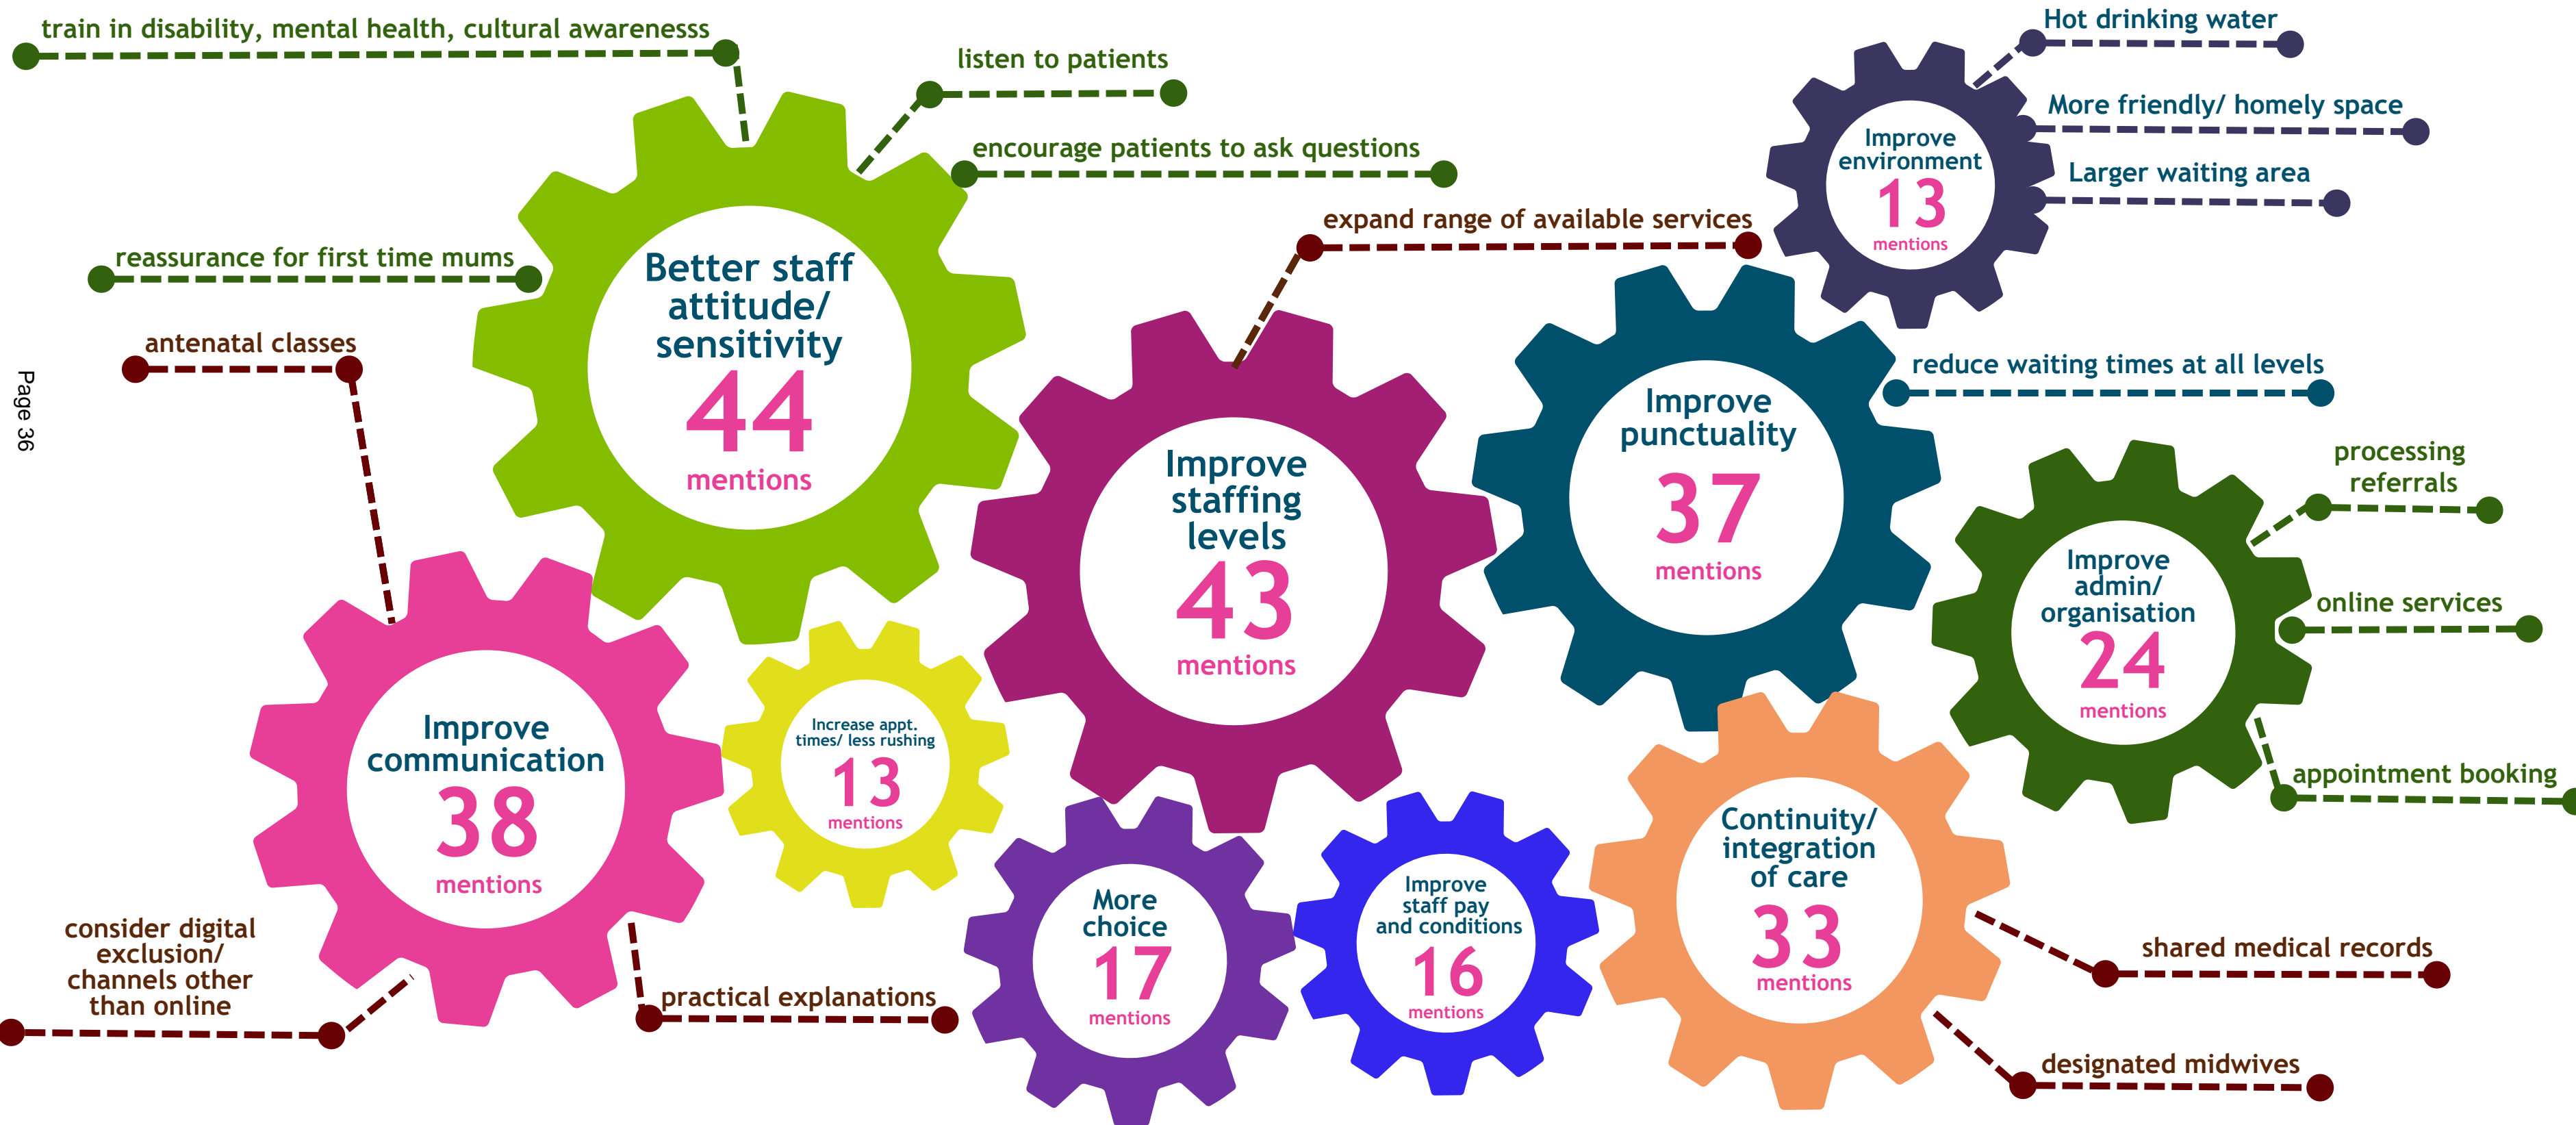 train in disability, mental health, cultural awarenesss
listen to patients
encourage patients to ask questions
reassurance for first time mums
Better staff
attitude/
sensitivity
44
mentions
antenatal classes
Page 36
expand range of available services
Improve
staffing
levels
43
mentions
Hot drinking water
More friendly/ homely space
Larger waiting area
Improve
environment
13
mentions
reduce waiting times at all levels
Improve
punctuality
37
mentions
processing
referrals
online services
appointment booking
Improve
admin/
organisation
24
mentions
Improve
communication
38
mentions
consider digital
exclusion/
channels other
than online
practical explanations
Increase appt.
times/ less rushing
13
mentions
More
choice
17
mentions
Improve
staff pay
and conditions
16
mentions
Continuity/
integration
of care
33
mentions
shared medical records
designated midwives